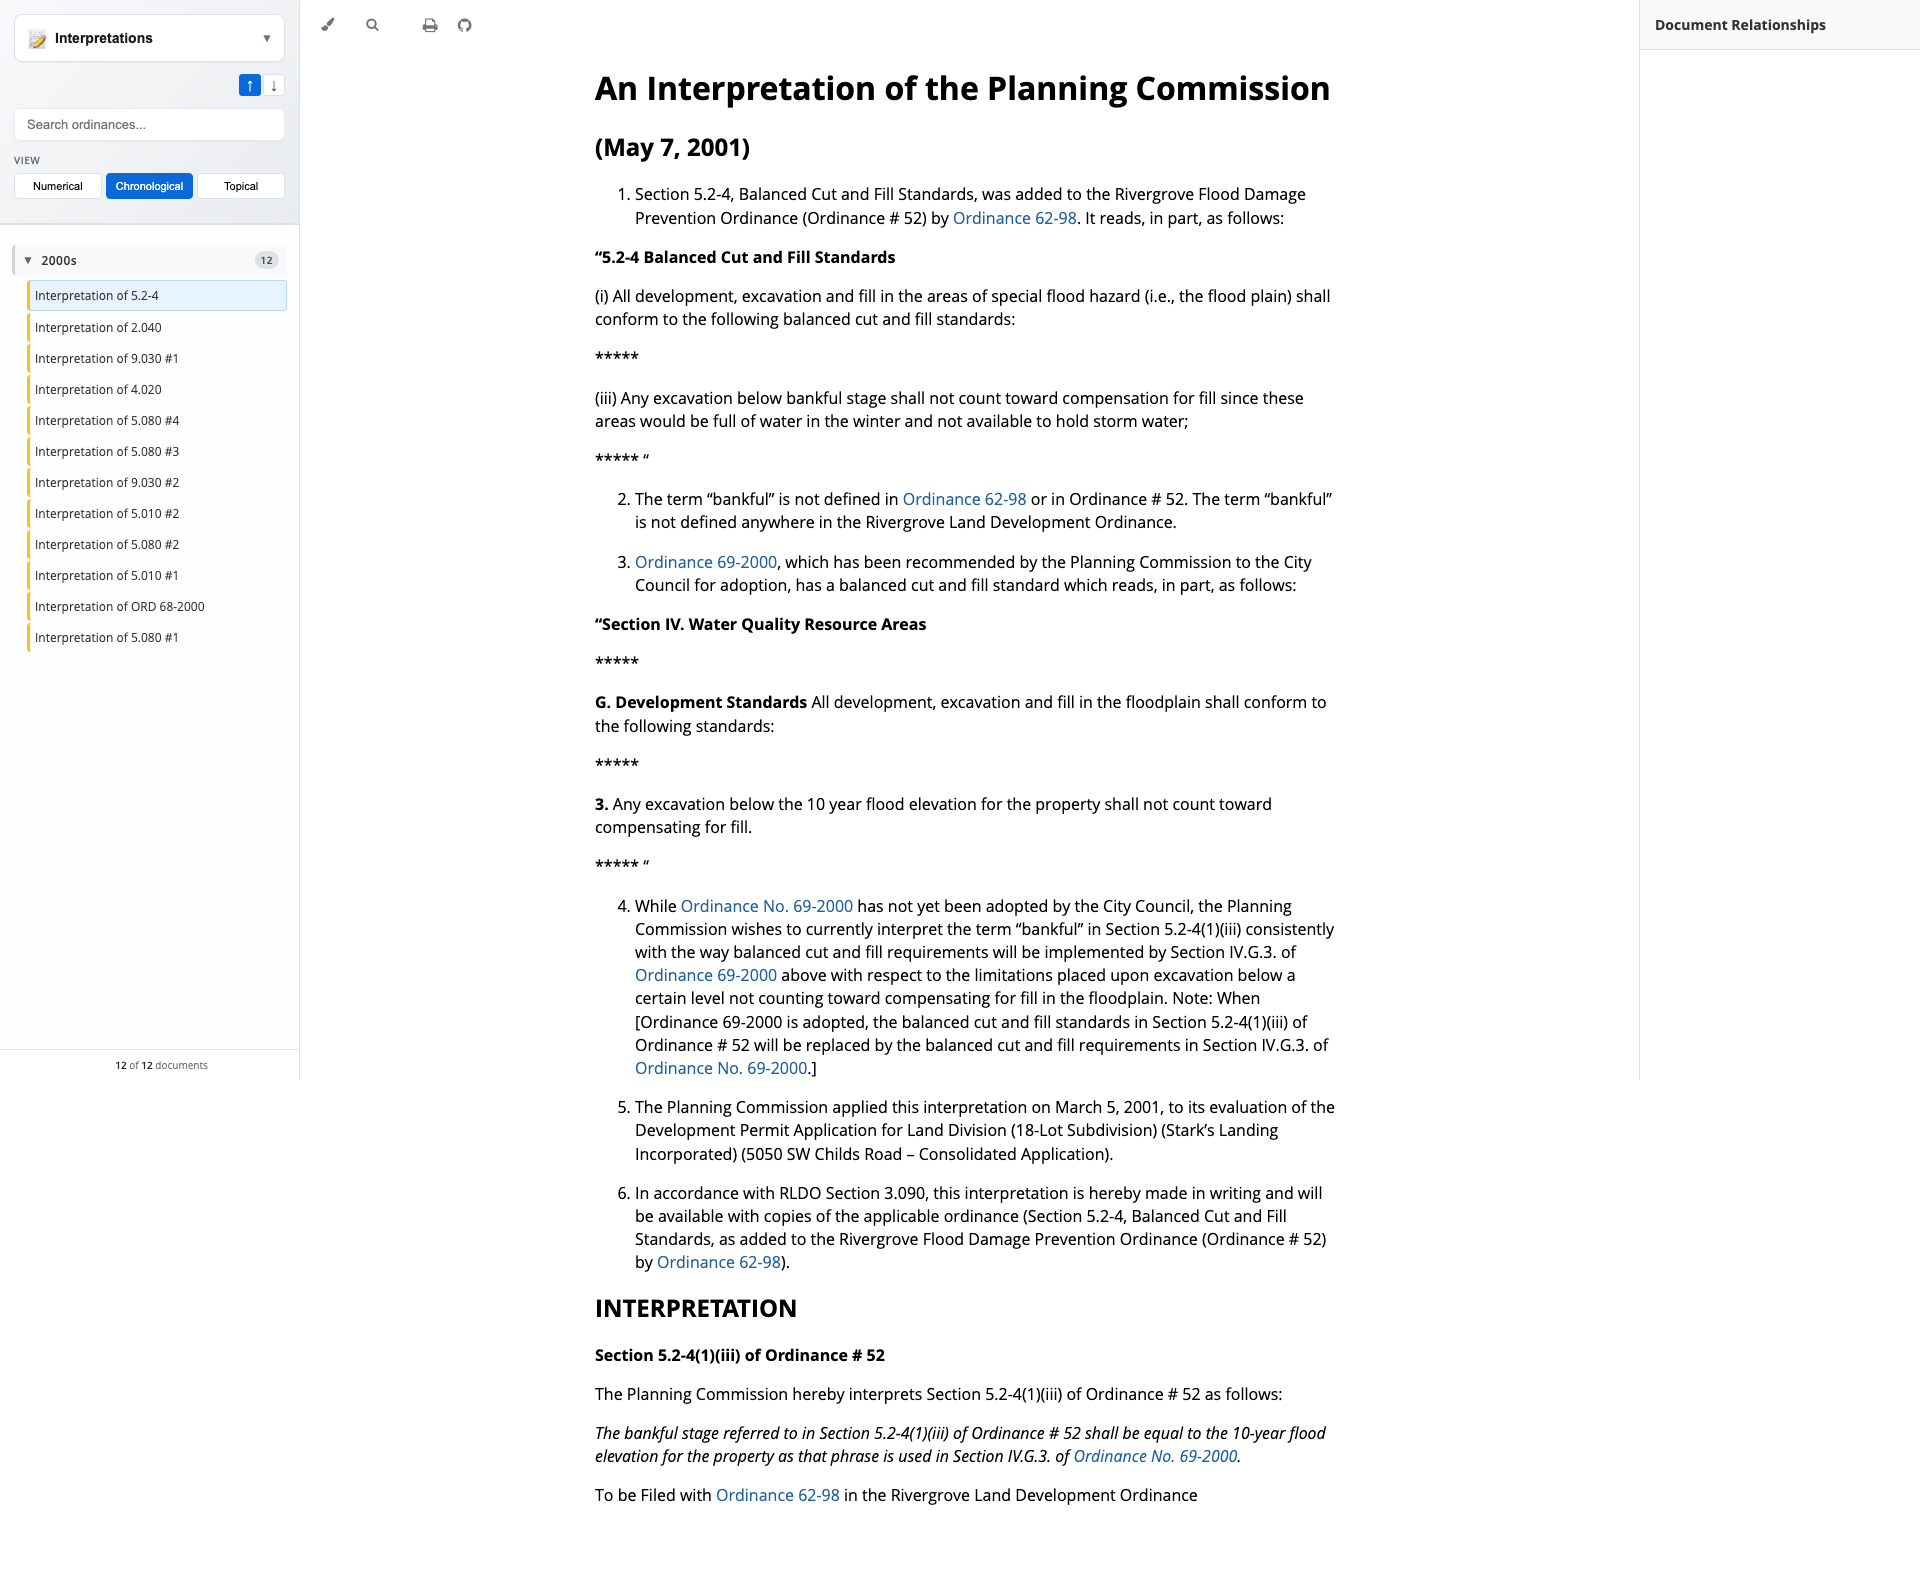 Interpretations
▼
↑ ↓
Search ordinances...
VIEW
Numerical Chronological Topical
▼ 2000s 12
Interpretation of 5.2-4
Interpretation of 2.040
Interpretation of 9.030 #1
Interpretation of 4.020
Interpretation of 5.080 #4
Interpretation of 5.080 #3
Interpretation of 9.030 #2
Interpretation of 5.010 #2
Interpretation of 5.080 #2
Interpretation of 5.010 #1
Interpretation of ORD 68-2000
Interpretation of 5.080 #1
12 of 12 documents
An Interpretation of the Planning Commission
(May 7, 2001)
1. Section 5.2-4, Balanced Cut and Fill Standards, was added to the Rivergrove Flood Damage
Prevention Ordinance (Ordinance # 52) by Ordinance 62-98. It reads, in part, as follows:
“5.2-4 Balanced Cut and Fill Standards
(i) All development, excavation and fill in the areas of special flood hazard (i.e., the flood plain) shall
conform to the following balanced cut and fill standards:
*****
(iii) Any excavation below bankful stage shall not count toward compensation for fill since these
areas would be full of water in the winter and not available to hold storm water;
***** “
2. The term “bankful” is not defined in Ordinance 62-98 or in Ordinance # 52. The term “bankful”
is not defined anywhere in the Rivergrove Land Development Ordinance.
3. Ordinance 69-2000, which has been recommended by the Planning Commission to the City
Council for adoption, has a balanced cut and fill standard which reads, in part, as follows:
“Section IV. Water Quality Resource Areas
*****
G. Development Standards All development, excavation and fill in the floodplain shall conform to
the following standards:
*****
3. Any excavation below the 10 year flood elevation for the property shall not count toward
compensating for fill.
***** “
4. While Ordinance No. 69-2000 has not yet been adopted by the City Council, the Planning
Commission wishes to currently interpret the term “bankful” in Section 5.2-4(1)(iii) consistently
with the way balanced cut and fill requirements will be implemented by Section IV.G.3. of
Ordinance 69-2000 above with respect to the limitations placed upon excavation below a
certain level not counting toward compensating for fill in the floodplain. Note: When
[Ordinance 69-2000 is adopted, the balanced cut and fill standards in Section 5.2-4(1)(iii) of
Ordinance # 52 will be replaced by the balanced cut and fill requirements in Section IV.G.3. of
Ordinance No. 69-2000.]
5. The Planning Commission applied this interpretation on March 5, 2001, to its evaluation of the
Development Permit Application for Land Division (18-Lot Subdivision) (Stark’s Landing
Incorporated) (5050 SW Childs Road – Consolidated Application).
6. In accordance with RLDO Section 3.090, this interpretation is hereby made in writing and will
be available with copies of the applicable ordinance (Section 5.2-4, Balanced Cut and Fill
Standards, as added to the Rivergrove Flood Damage Prevention Ordinance (Ordinance # 52)
by Ordinance 62-98).
INTERPRETATION
Section 5.2-4(1)(iii) of Ordinance # 52
The Planning Commission hereby interprets Section 5.2-4(1)(iii) of Ordinance # 52 as follows:
The bankful stage referred to in Section 5.2-4(1)(iii) of Ordinance # 52 shall be equal to the 10-year flood
elevation for the property as that phrase is used in Section IV.G.3. of Ordinance No. 69-2000.
To be Filed with Ordinance 62-98 in the Rivergrove Land Development Ordinance
Document Relationships